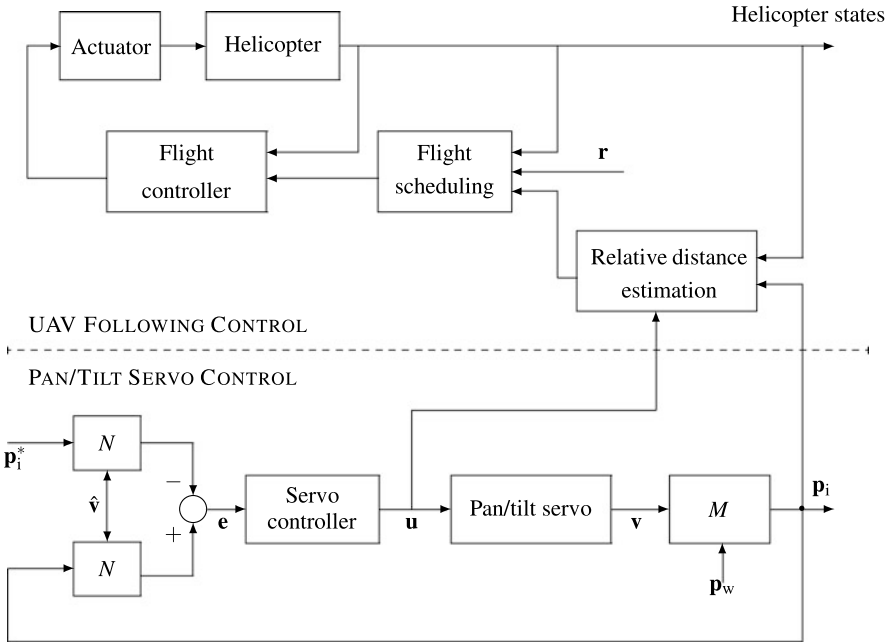 Helicopter states
Actuator
Helicopter
Flight
controller
Flight
scheduling
r
Relative distance
estimation
UAV FOLLOWING CONTROL
PAN/TILT SERVO CONTROL
p*i
N
−
v̂
e
Servo
controller
u
Pan/tilt servo
v
M
pi
+
N
pw